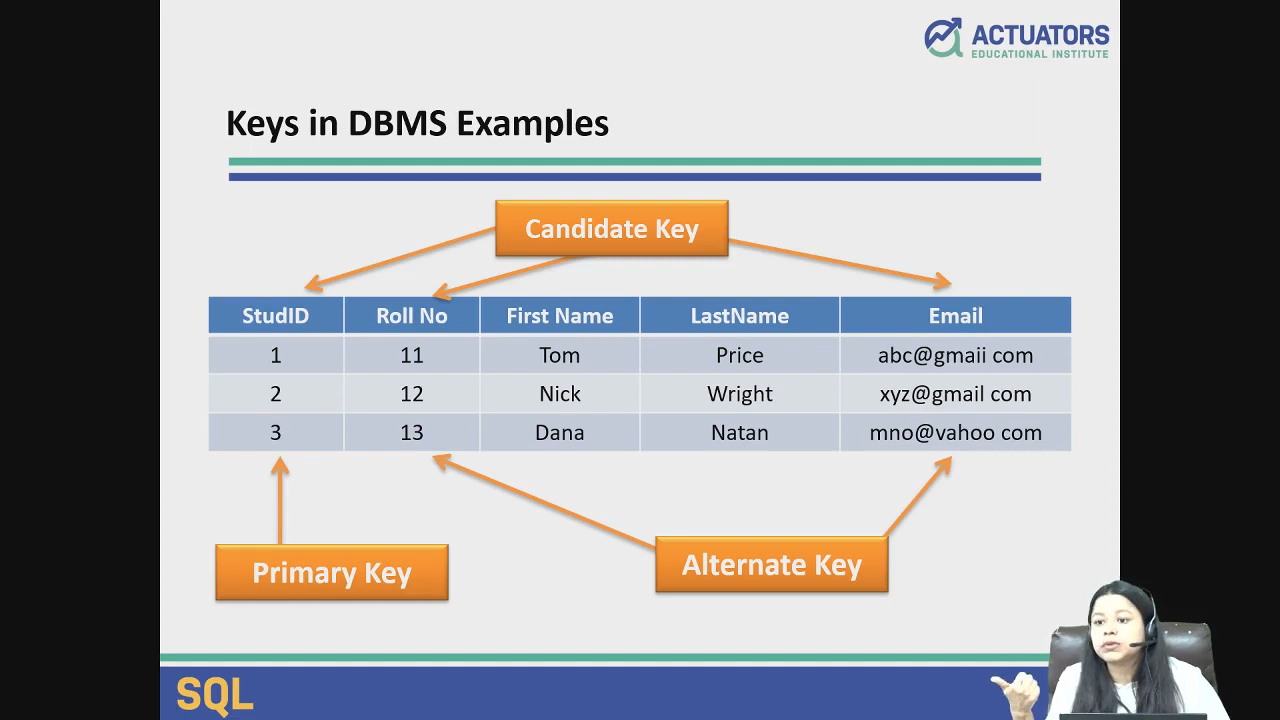 ACTUATORS
EDUCATIONAL INSTITUTE
Keys in DBMS Examples
Candidate Key
StudID Roll No First Name LastName Email
1 11 Tom Price abc@gmaii com
2 12 Nick Wright xyz@gmail com
3 13 Dana Natan mno@vahoo com
Primary Key
Alternate Key
SQL